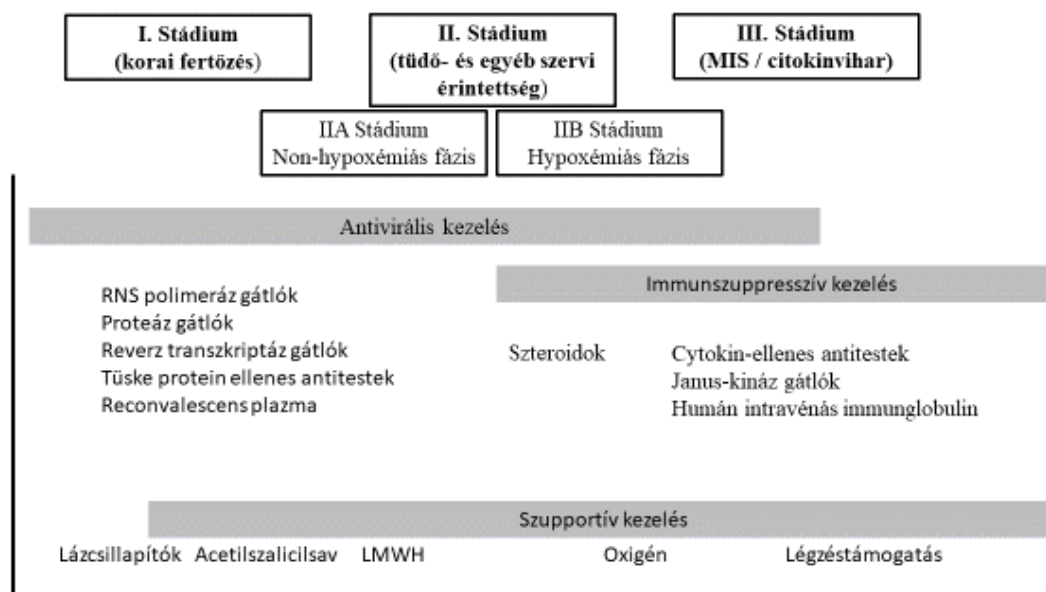 I. Stádium
(korai fertőzés)
II. Stádium
(tüdő- és egyéb szervi
érintettség)
III. Stádium
(MIS / citokinvihar)
IIA Stádium
Non-hypoxémiás fázis
IIB Stádium
Hypoxémiás fázis
Antivirális kezelés
Immunszuppresszív kezelés
RNS polimeráz gátlók
Proteáz gátlók
Reverz transzkriptáz gátlók
Tüske protein ellenes antitestek
Reconvalescens plazma
Szteroidok
Cytokin-ellenes antitestek
Janus-kináz gátlók
Humán intravénás immunglobulin
Szupportív kezelés
Lázcsillapítók Acetilszalicilsav LMWH Oxigén Légzéstámogatás